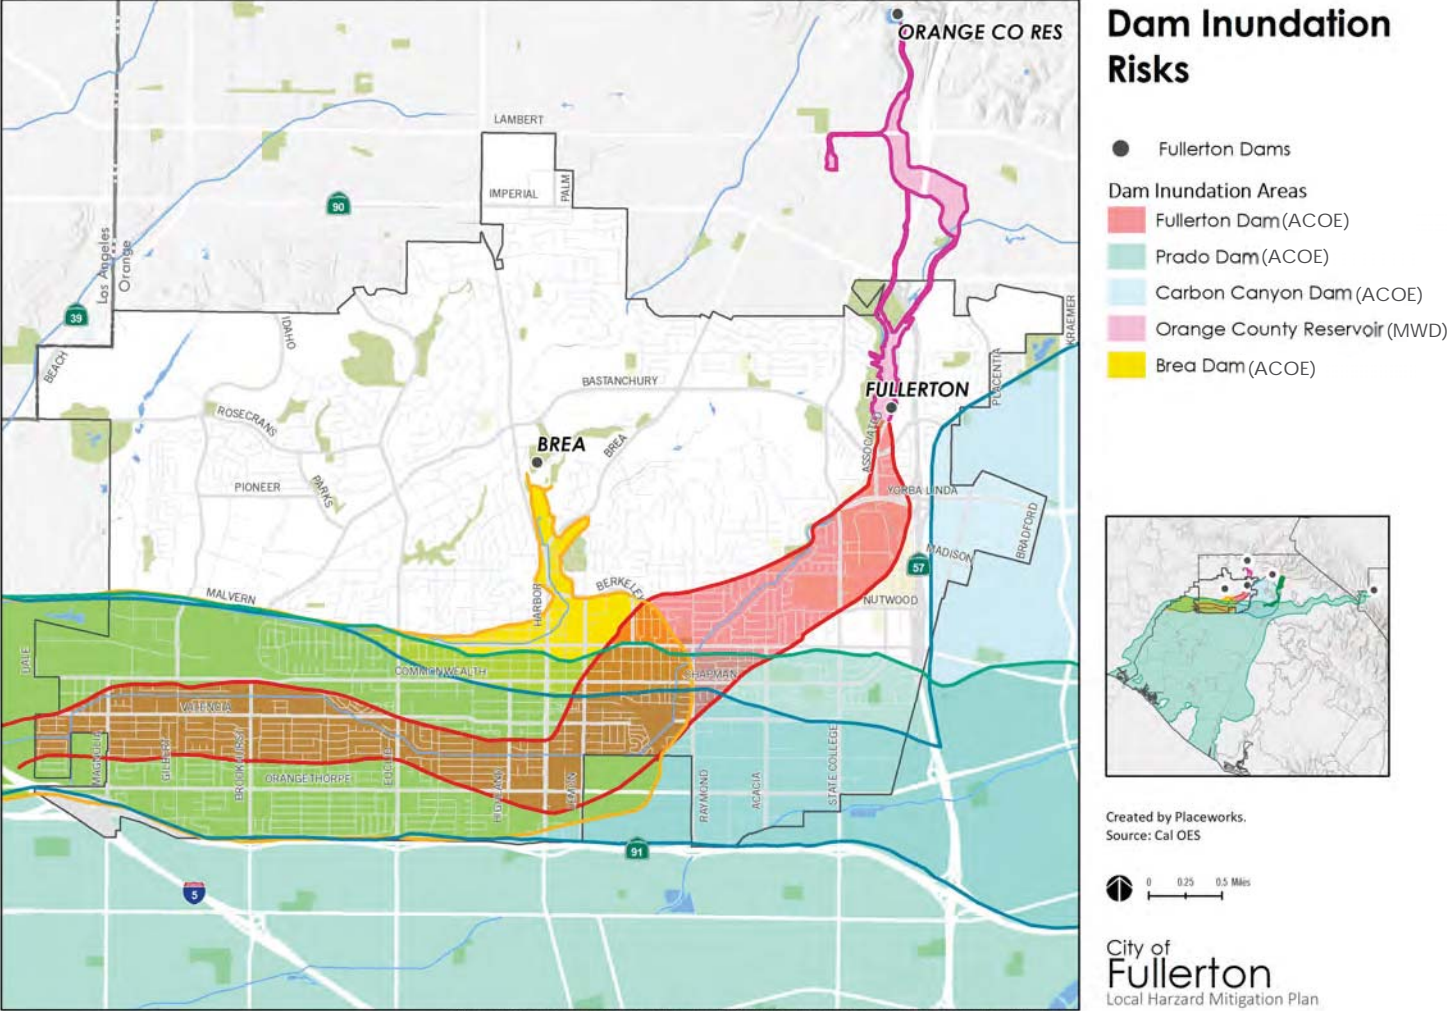 Dam Inundation
Risks
Fullerton Dams
Dam Inundation Areas
Fullerton Dam (ACOE)
Prado Dam (ACOE)
Carbon Canyon Dam (ACOE)
Orange County Reservoir (MWD)
Brea Dam (ACOE)
ORANGE CO RES
LAMBERT
IMPERIAL
PALM
90
Los Angeles
Orange
39
BEACH
IDAHO
KRAEMER
PLACENTIA
BASTANCHURY
FULLERTON
ROSECRANS
ASSOCIATED
BREA
BREA
PIONEER
PARKS
YORBA LINDA
BRADFORD
MADISON
57
MALVERN
HARBOR
BERKELEY
NUTWOOD
DALE
COMMONWEALTH
CHAPMAN
VALENCIA
MAGNOLIA
GILBERT
BROOKHURST
ORANGETHORPE
EUCLID
HIGHLAND
LEMON
RAYMOND
ACACIA
STATE COLLEGE
91
5
Created by Placeworks.
Source: Cal OES
0 0.25 0.5 Miles
City of
Fullerton
Local Harzard Mitigation Plan